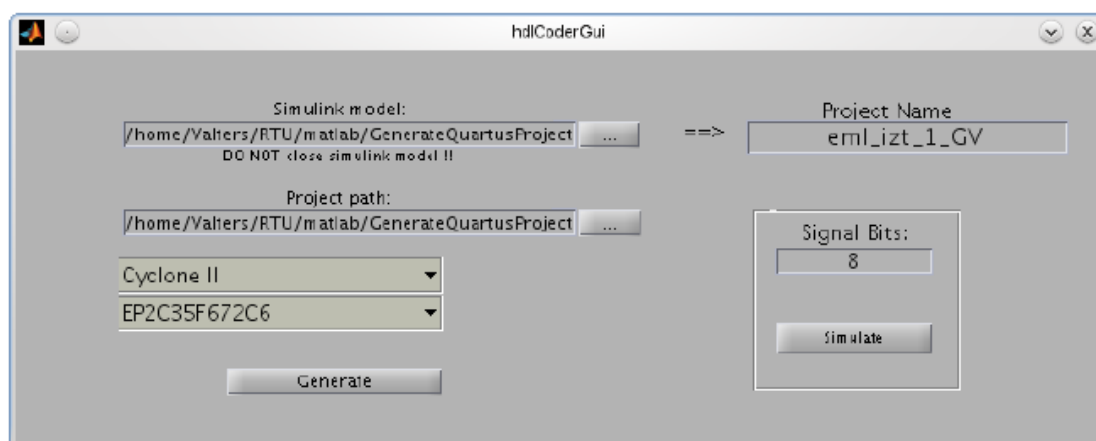 hdlCoderGui
Simulink model:
/home/Valters/RTU/matlab/GenerateQuartusProject
...
DO NOT close simulink model !!
==>
Project Name
eml_izt_1_GV
Project path:
/home/Valters/RTU/matlab/GenerateQuartusProject
...
Cyclone II
EP2C35F672C6
Generate
Signal Bits:
8
Simulate